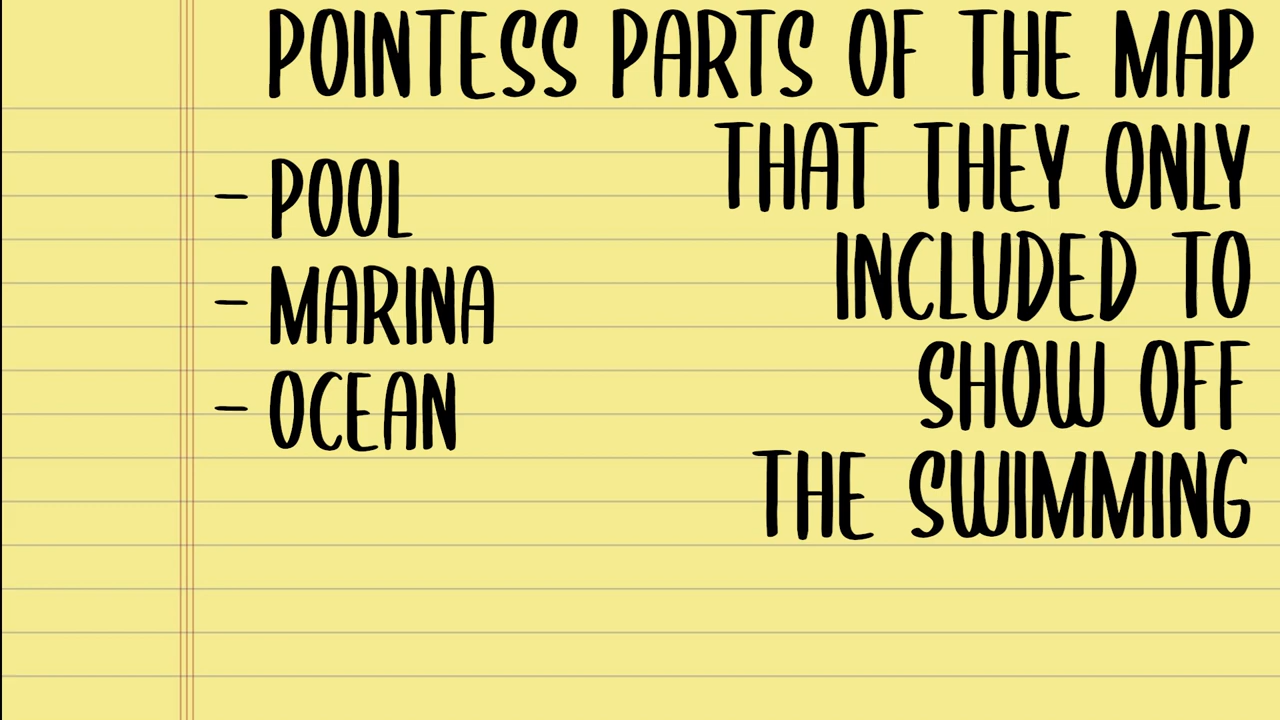 POINTESS PARTS OF THE MAP
THAT THEY ONLY
INCLUDED TO
SHOW OFF
THE SWIMMING
- POOL
- MARINA
- OCEAN